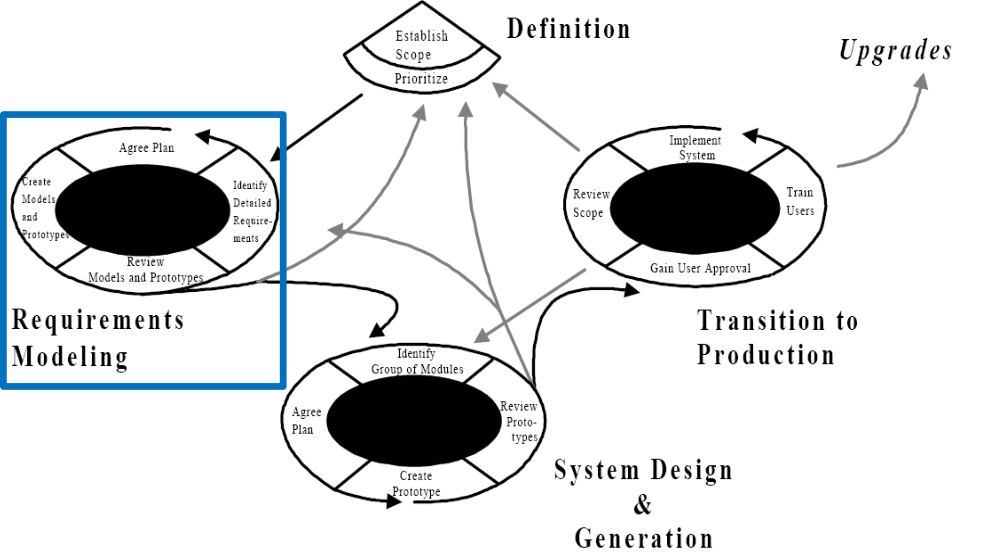 Definition
Establish
Scope
Prioritize
Upgrades
Agree Plan
Create
Models
and
Prototypes
Identify
Detailed
Require-
ments
Review
Models and Prototypes
Requirements
Modeling
Implement
System
Review
Scope
Train
Users
Gain User Approval
Transition to
Production
Identify
Group of Modules
Agree
Plan
Review
Proto-
types
Create
Prototype
System Design
&
Generation